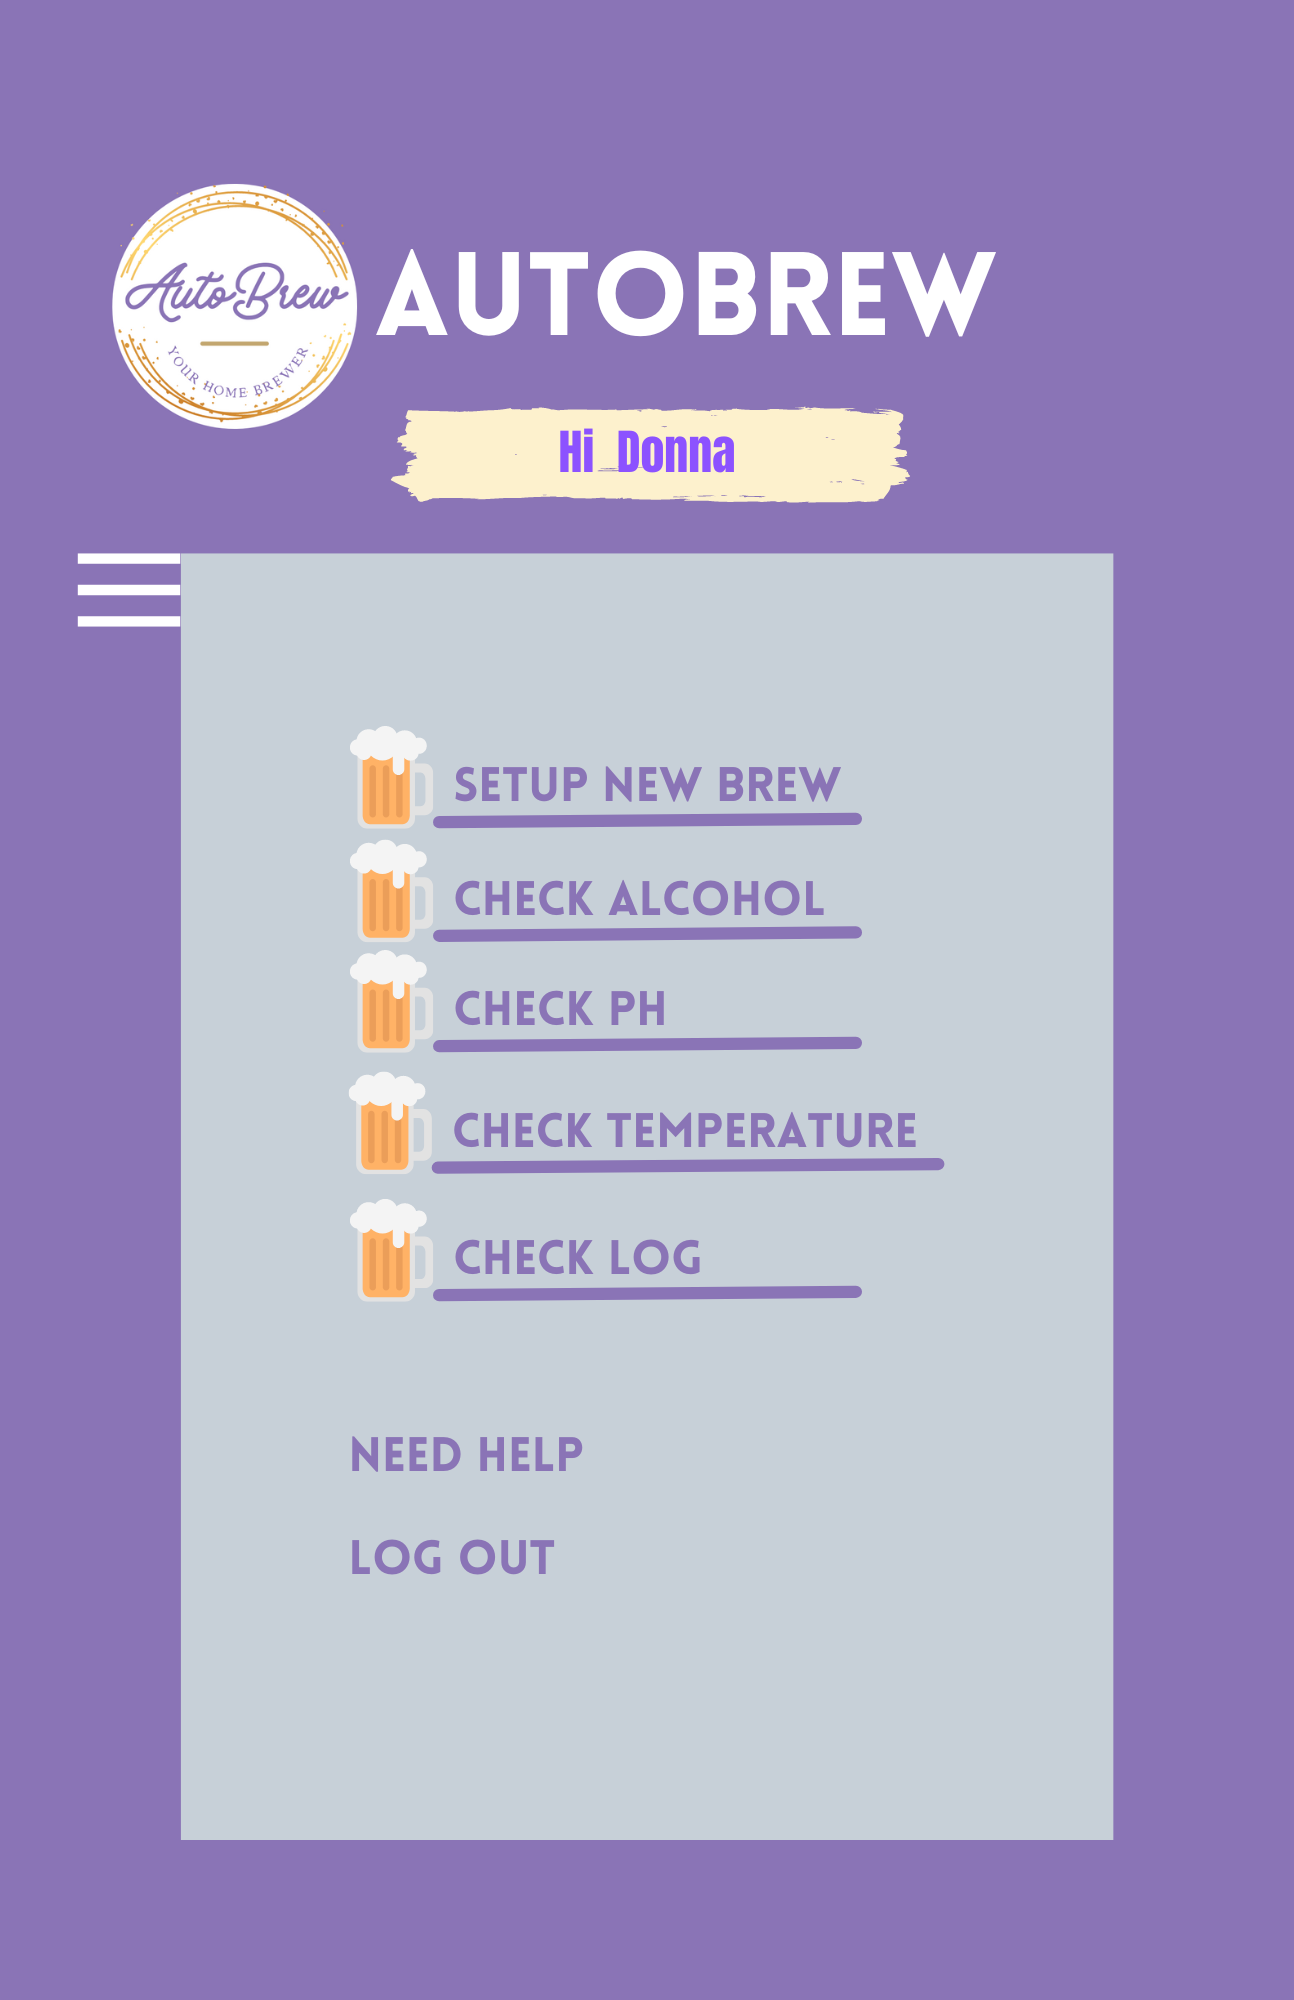 AutoBrew
YOUR HOME BREWER
AUTOBREW
Hi Donna
SETUP NEW BREW
CHECK ALCOHOL
CHECK PH
CHECK TEMPERATURE
CHECK LOG
NEED HELP
LOG OUT